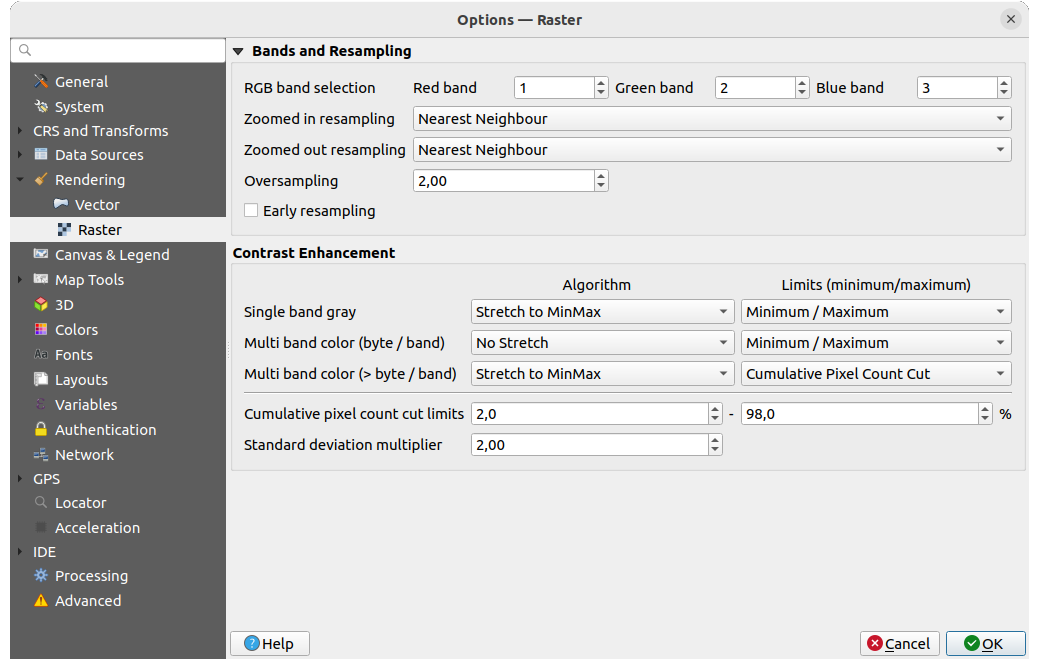 Options — Raster
Bands and Resampling
RGB band selection Red band 1 Green band 2 Blue band 3
Zoomed in resampling Nearest Neighbour
Zoomed out resampling Nearest Neighbour
Oversampling 2,00
Early resampling
Contrast Enhancement
Algorithm Limits (minimum/maximum)
Single band gray Stretch to MinMax Minimum / Maximum
Multi band color (byte / band) No Stretch Minimum / Maximum
Multi band color (> byte / band) Stretch to MinMax Cumulative Pixel Count Cut
Cumulative pixel count cut limits 2,0 - 98,0 %
Standard deviation multiplier 2,00
General
System
CRS and Transforms
Data Sources
Rendering
Vector
Raster
Canvas & Legend
Map Tools
3D
Colors
Aa Fonts
Layouts
Variables
Authentication
Network
GPS
Locator
Acceleration
IDE
Processing
Advanced
Help Cancel OK